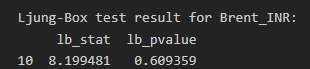 Ljung-Box test result for Brent_INR:
lb_stat lb_pvalue
10 8.199481 0.609359